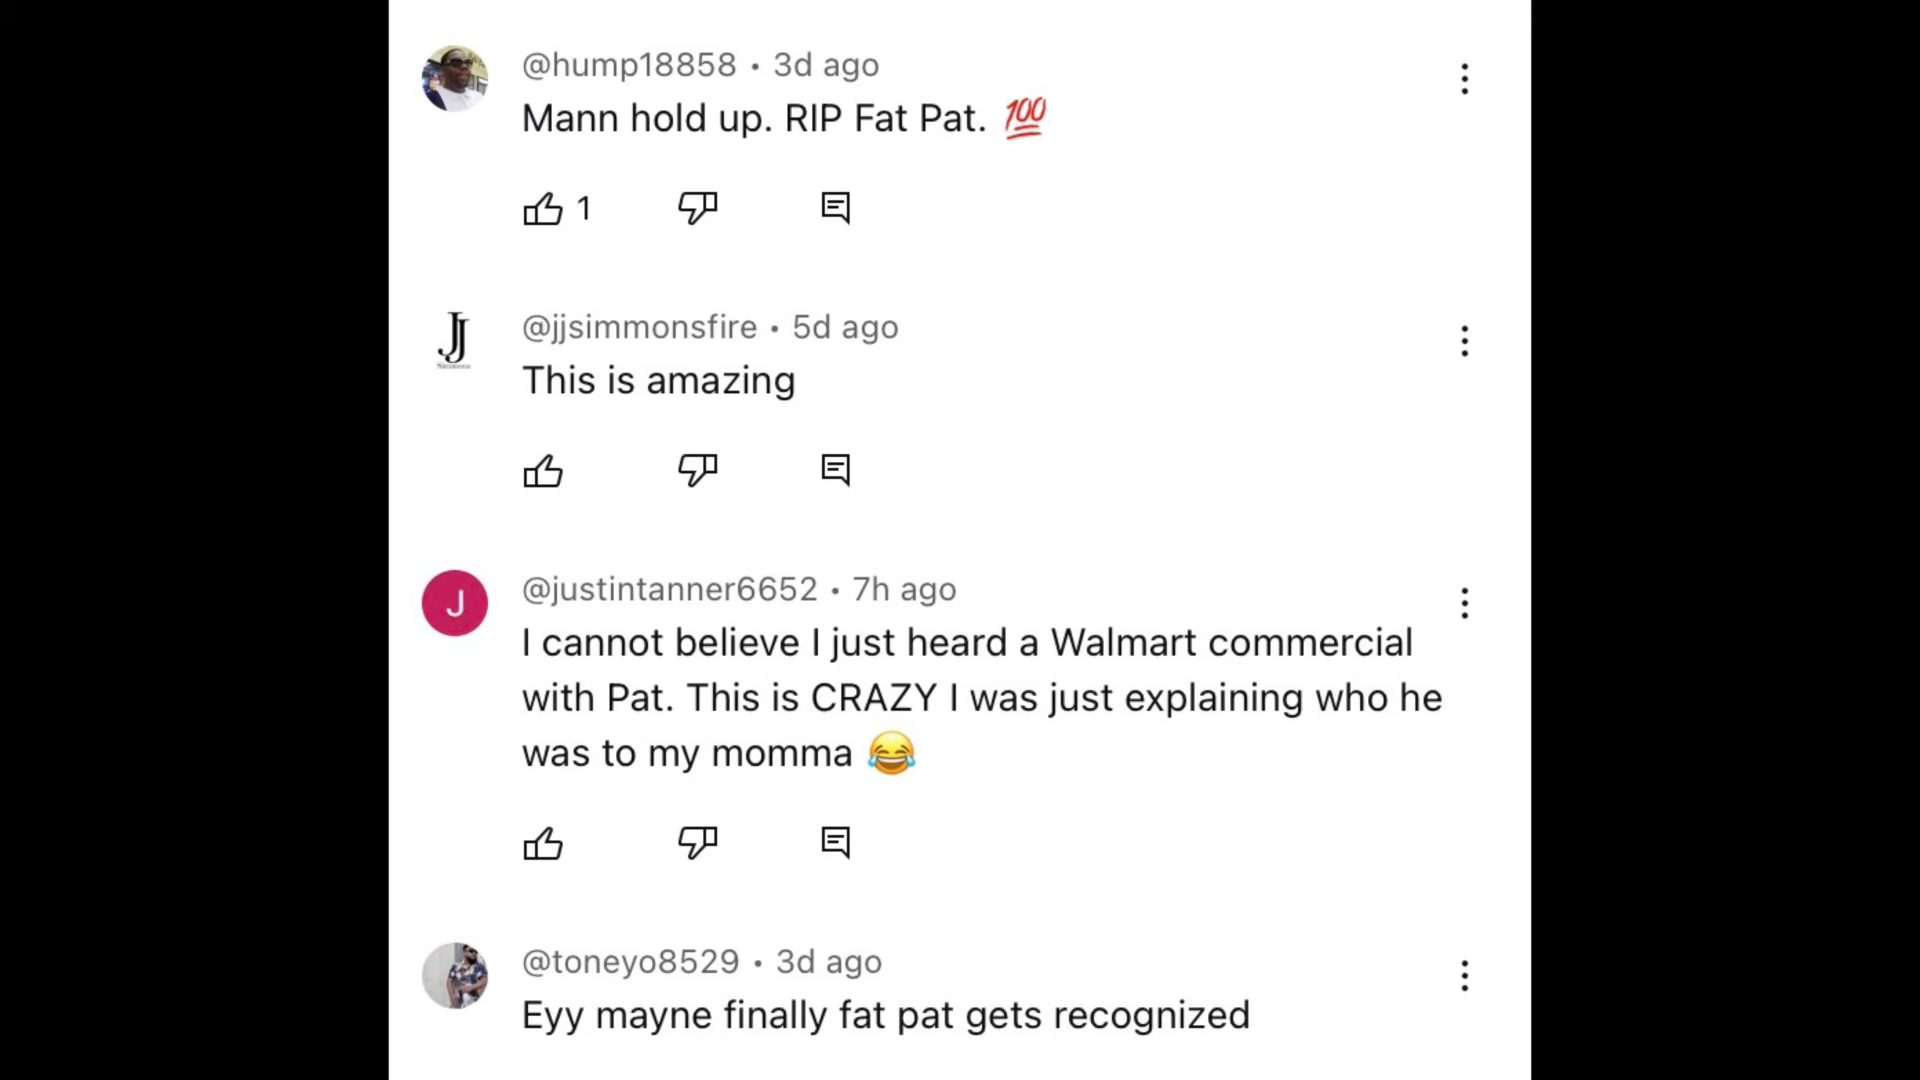 @hump18858 • 3d ago
Mann hold up. RIP Fat Pat. 💯
1
JJ
@jjsimmonsfire • 5d ago
This is amazing
J
@justintanner6652 • 7h ago
I cannot believe I just heard a Walmart commercial
with Pat. This is CRAZY I was just explaining who he
was to my momma 😂
@toneyo8529 • 3d ago
Eyy mayne finally fat pat gets recognized